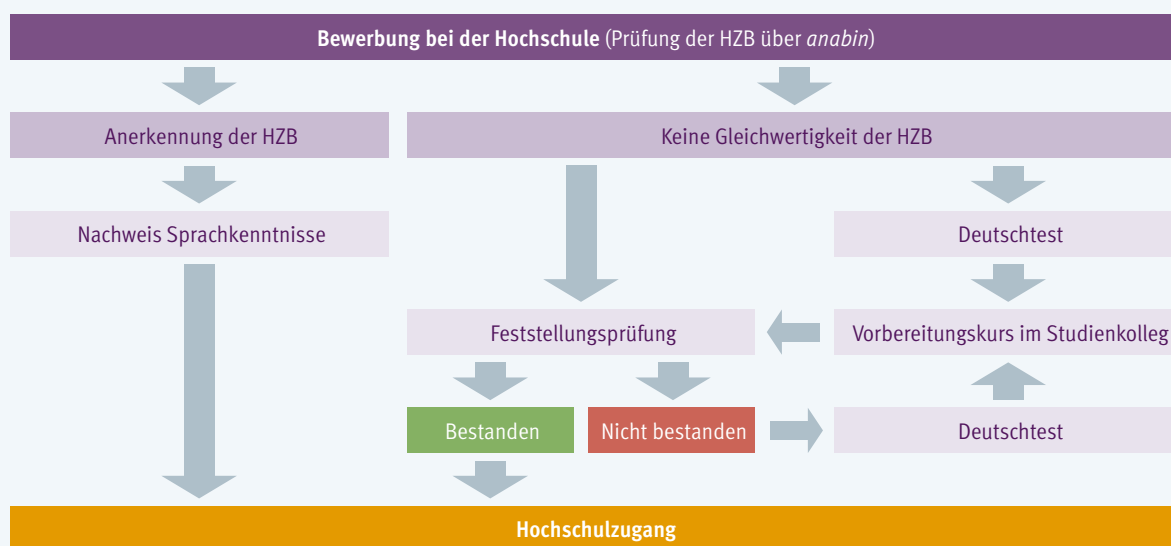 Bewerbung bei der Hochschule (Prüfung der HZB über anabin)
Anerkennung der HZB
Keine Gleichwertigkeit der HZB
Nachweis Sprachkenntnisse
Deutschtest
Feststellungsprüfung
Vorbereitungskurs im Studienkolleg
Bestanden
Nicht bestanden
Deutschtest
Hochschulzugang